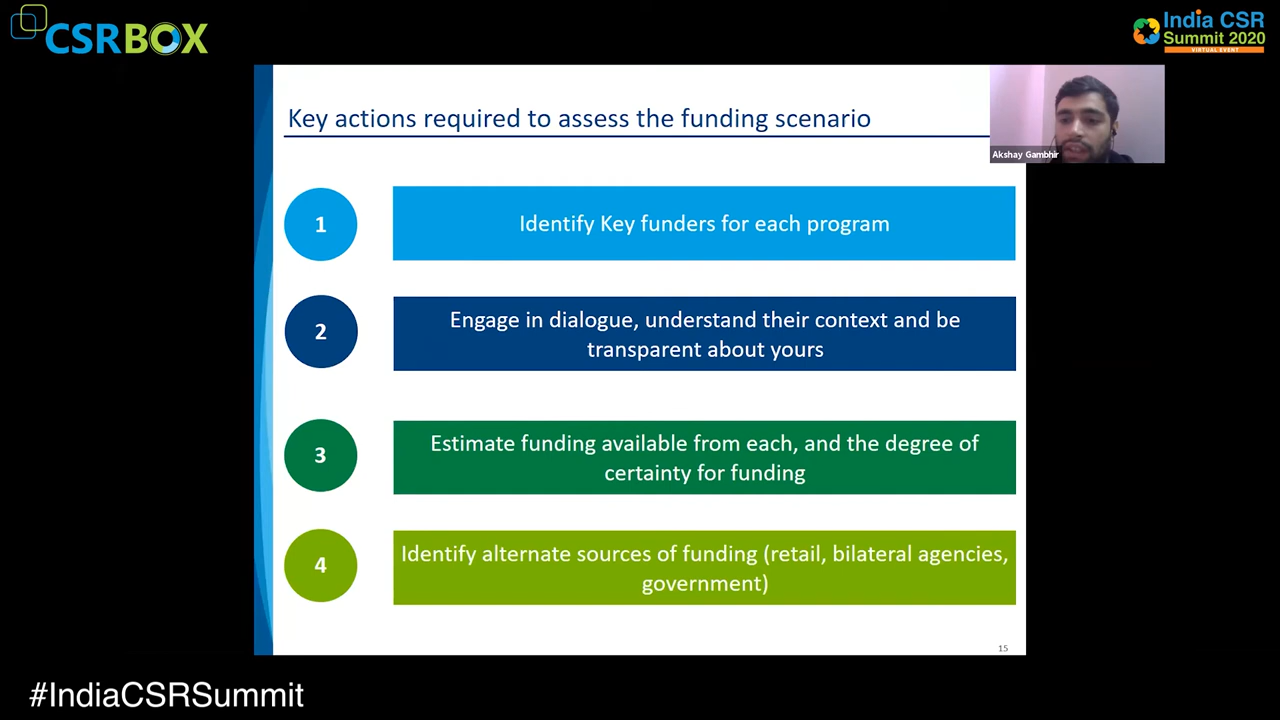 CSRBOX
India CSR
Summit 2020
VIRTUAL EVENT
Key actions required to assess the funding scenario
Akshay Gambhir
1
Identify Key funders for each program
2
Engage in dialogue, understand their context and be
transparent about yours
3
Estimate funding available from each, and the degree of
certainty for funding
4
Identify alternate sources of funding (retail, bilateral agencies,
government)
15
#IndiaCSRSummit